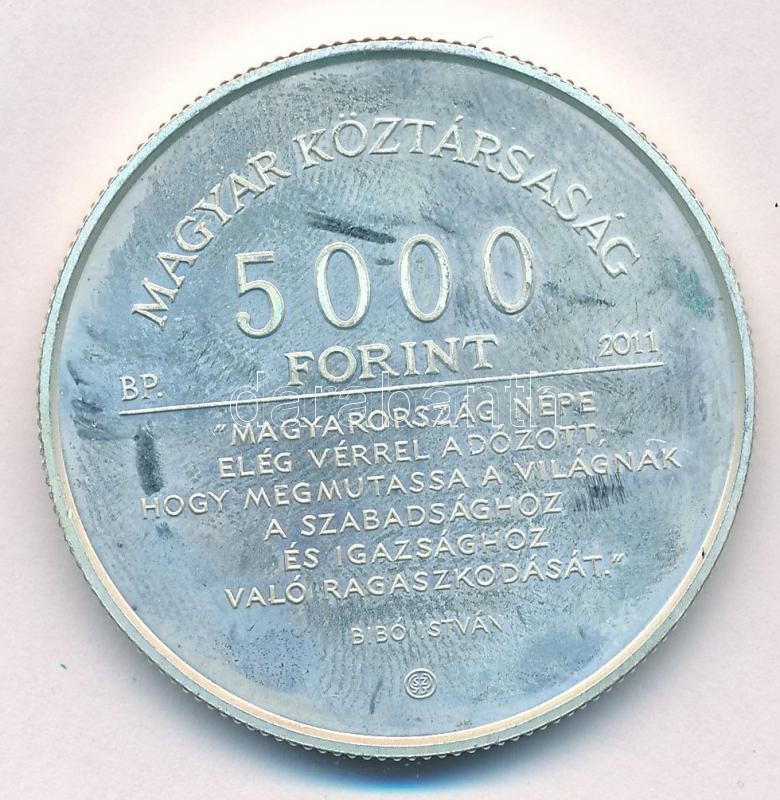 MAGYAR KÖZTÁRSASÁG
5000
FORINT
BP. 2011
"MAGYARORSZÁG NÉPE
ELÉG VÉRREL ADÓZOTT,
HOGY MEGMUTASSA A VILÁGNAK
A SZABADSÁGHOZ
ÉS IGAZSÁGHOZ
VALÓ RAGASZKODÁSÁT."
BIBÓ ISTVÁN
darabanth